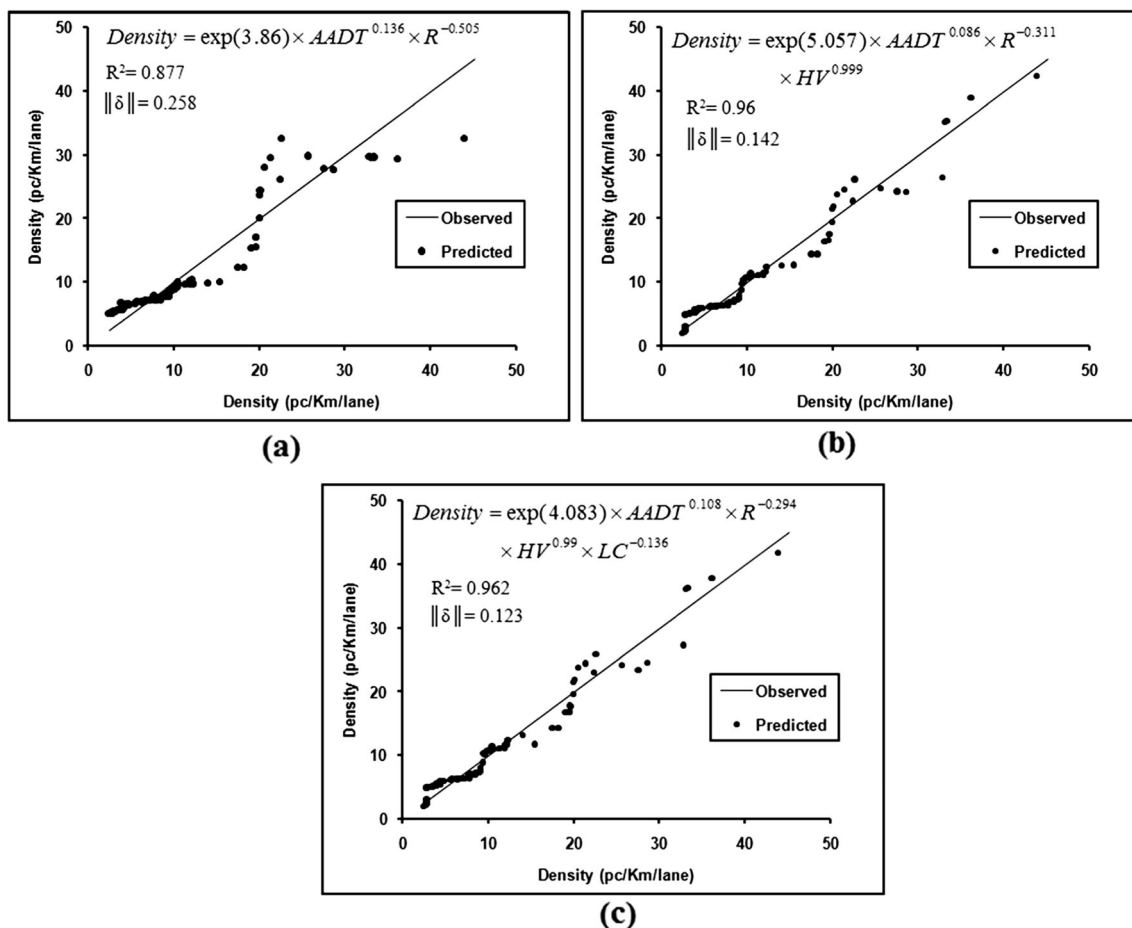 50
40
30
20
10
0
Density (pc/Km/lane)
Density = exp(3.86) × AADT^0.136 × R^-0.505
R²= 0.877
‖δ‖= 0.258
Observed
Predicted
0 10 20 30 40 50
Density (pc/Km/lane)
(a)
50
40
30
20
10
0
Density (pc/Km/lane)
Density = exp(5.057) × AADT^0.086 × R^-0.311
× HV^0.999
R²= 0.96
‖δ‖= 0.142
Observed
Predicted
0 10 20 30 40 50
Density (pc/Km/lane)
(b)
50
40
30
20
10
0
Density (pc/Km/lane)
Density = exp(4.083) × AADT^0.108 × R^-0.294
× HV^0.99 × LC^-0.136
R²= 0.962
‖δ‖= 0.123
Observed
Predicted
0 10 20 30 40 50
Density (pc/Km/lane)
(c)